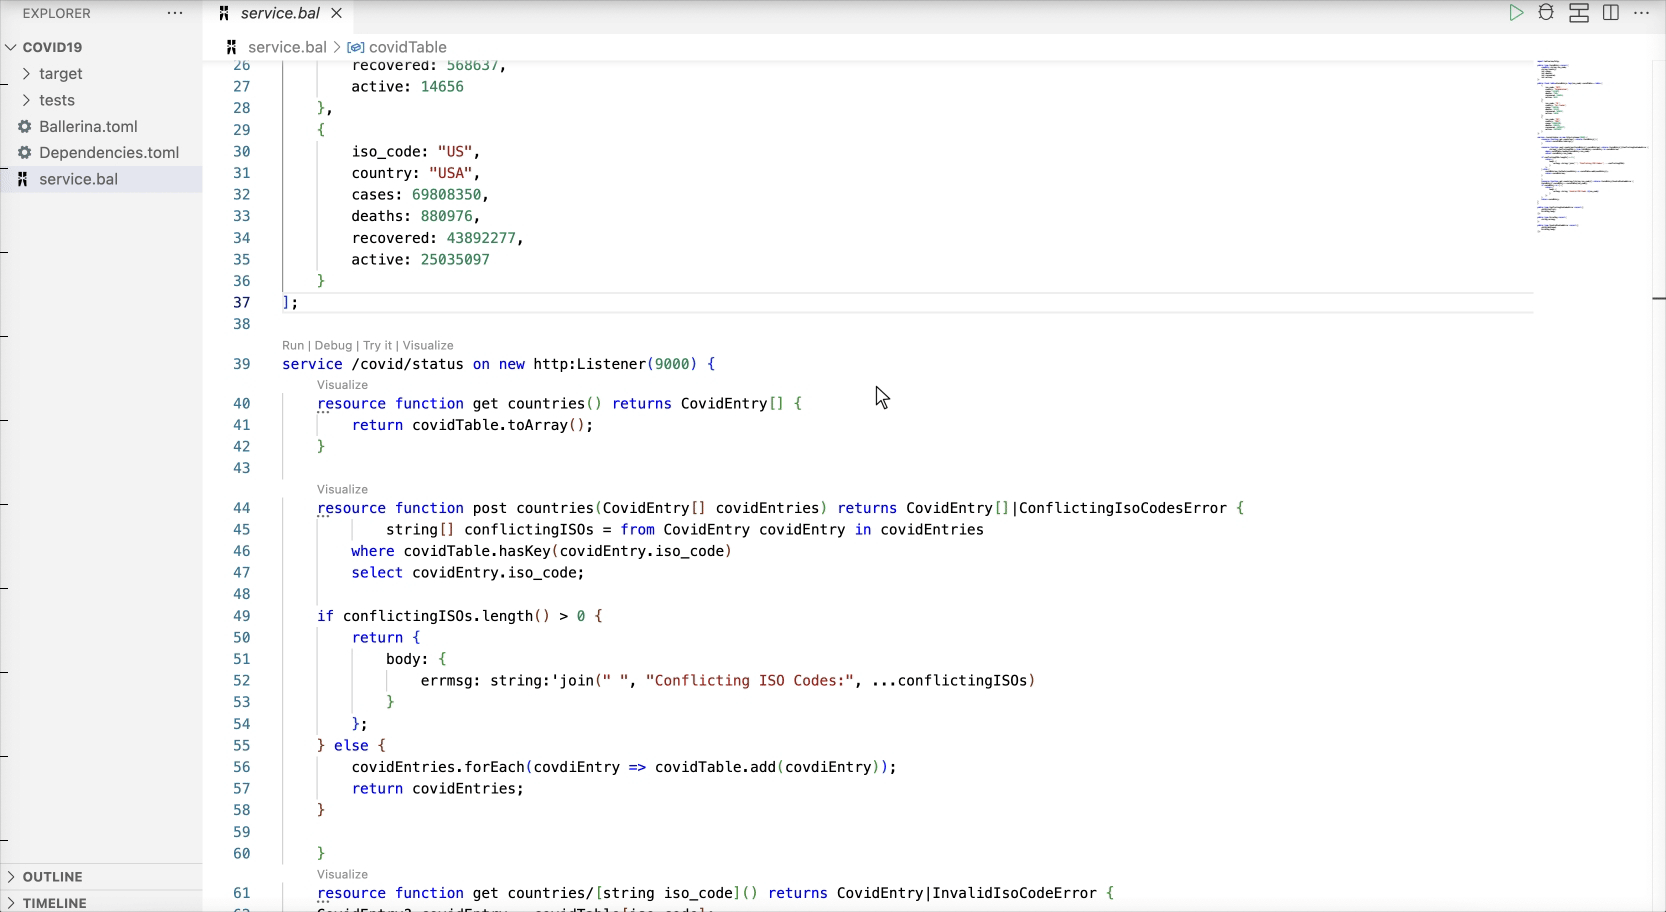 EXPLORER
service.bal
COVID19
service.bal covidTable
target
tests
Ballerina.toml
Dependencies.toml
service.bal
26 recovered: 568637,
27 active: 14656
28 },
29 {
30 iso_code: "US",
31 country: "USA",
32 cases: 69808350,
33 deaths: 880976,
34 recovered: 43892277,
35 active: 25035097
36 }
37 ];
38
Run | Debug | Try it | Visualize
39 service /covid/status on new http:Listener(9000) {
Visualize
40 resource function get countries() returns CovidEntry[] {
41 return covidTable.toArray();
42 }
43
Visualize
44 resource function post countries(CovidEntry[] covidEntries) returns CovidEntry[]|ConflictingIsoCodesError {
45 string[] conflictingISOs = from CovidEntry covidEntry in covidEntries
46 where covidTable.hasKey(covidEntry.iso_code)
47 select covidEntry.iso_code;
48
49 if conflictingISOs.length() > 0 {
50 return {
51 body: {
52 errmsg: string:'join(" ", "Conflicting ISO Codes:", ...conflictingISOs)
53 }
54 };
55 } else {
56 covidEntries.forEach(covdiEntry => covidTable.add(covdiEntry));
57 return covidEntries;
58 }
59
60 }
Visualize
61 resource function get countries/[string iso_code]() returns CovidEntry|InvalidIsoCodeError {
OUTLINE
TIMELINE